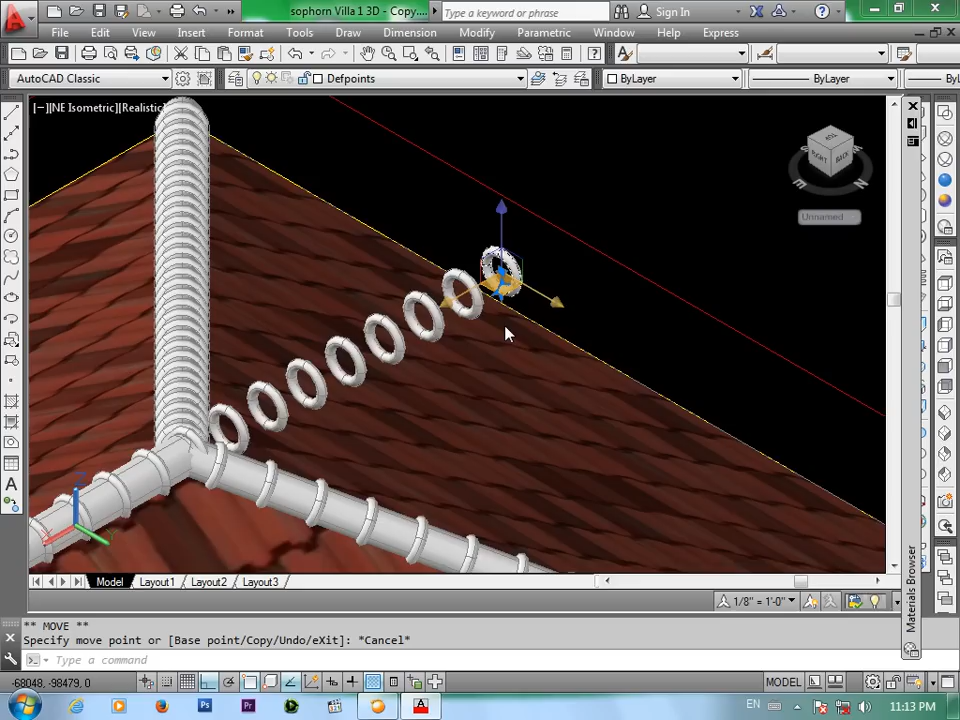 sophorn Villa 1 3D - Copy....
Type a keyword or phrase
Sign In
File Edit View Insert Format Tools Draw Dimension Modify Parametric Window Help Express
AutoCAD Classic
Defpoints
ByLayer
ByLayer
[−][NE Isometric][Realistic]
TOP
RIGHT
BACK
E
N
Unnamed
Materials Browser
Model Layout1 Layout2 Layout3
1/8" = 1'-0"
** MOVE **
Specify move point or [Base point/Copy/Undo/eXit]: *Cancel*
Type a command
-68048, -98479, 0
MODEL
EN
11:13 PM